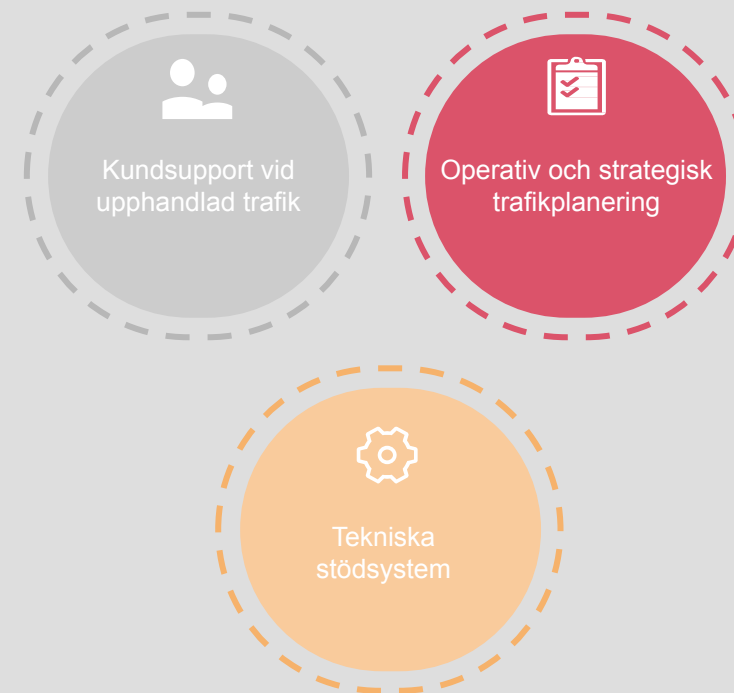 Kundsupport vid
upphandlad trafik
Operativ och strategisk
trafikplanering
Tekniska
stödsystem